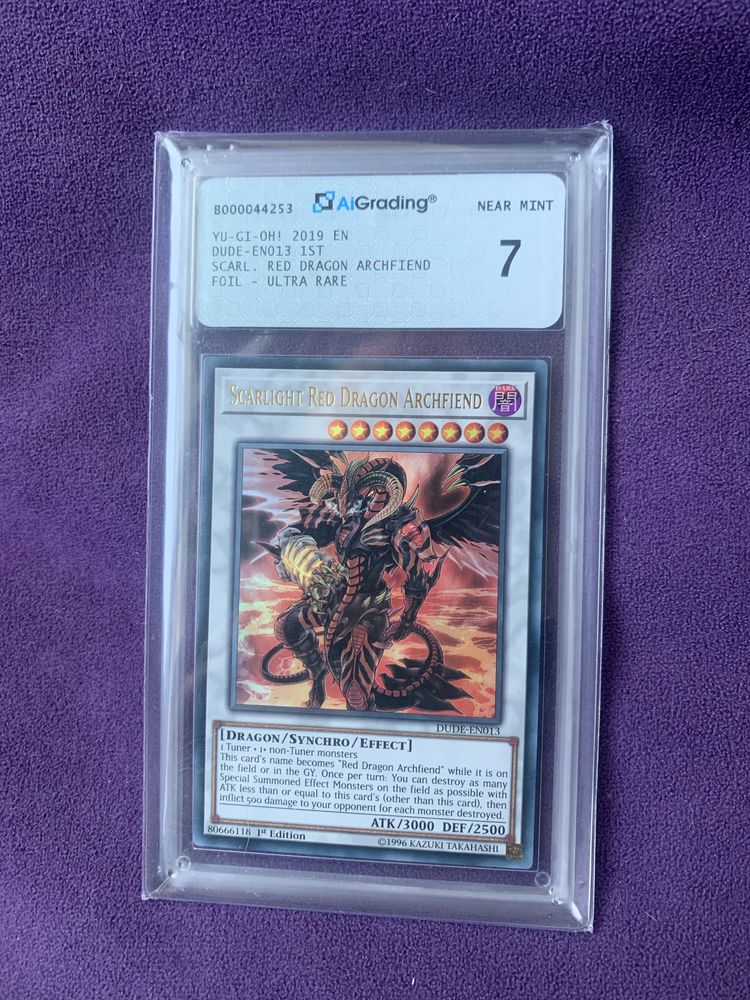 B000044253 AiGrading® NEAR MINT
YU-GI-OH! 2019 EN
DUDE-EN013 1ST
SCARL. RED DRAGON ARCHFIEND
FOIL - ULTRA RARE
7
SCARLIGHT RED DRAGON ARCHFIEND
DARK
闇
DUDE-EN013
[DRAGON/SYNCHRO/EFFECT]
1 Tuner + 1+ non-Tuner monsters
This card's name becomes "Red Dragon Archfiend" while it is on
the field or in the GY. Once per turn: You can destroy as many
Special Summoned Effect Monsters on the field as possible with
ATK less than or equal to this card's (other than this card), then
inflict 500 damage to your opponent for each monster destroyed.
ATK/3000 DEF/2500
80666118 1st Edition ©1996 KAZUKI TAKAHASHI